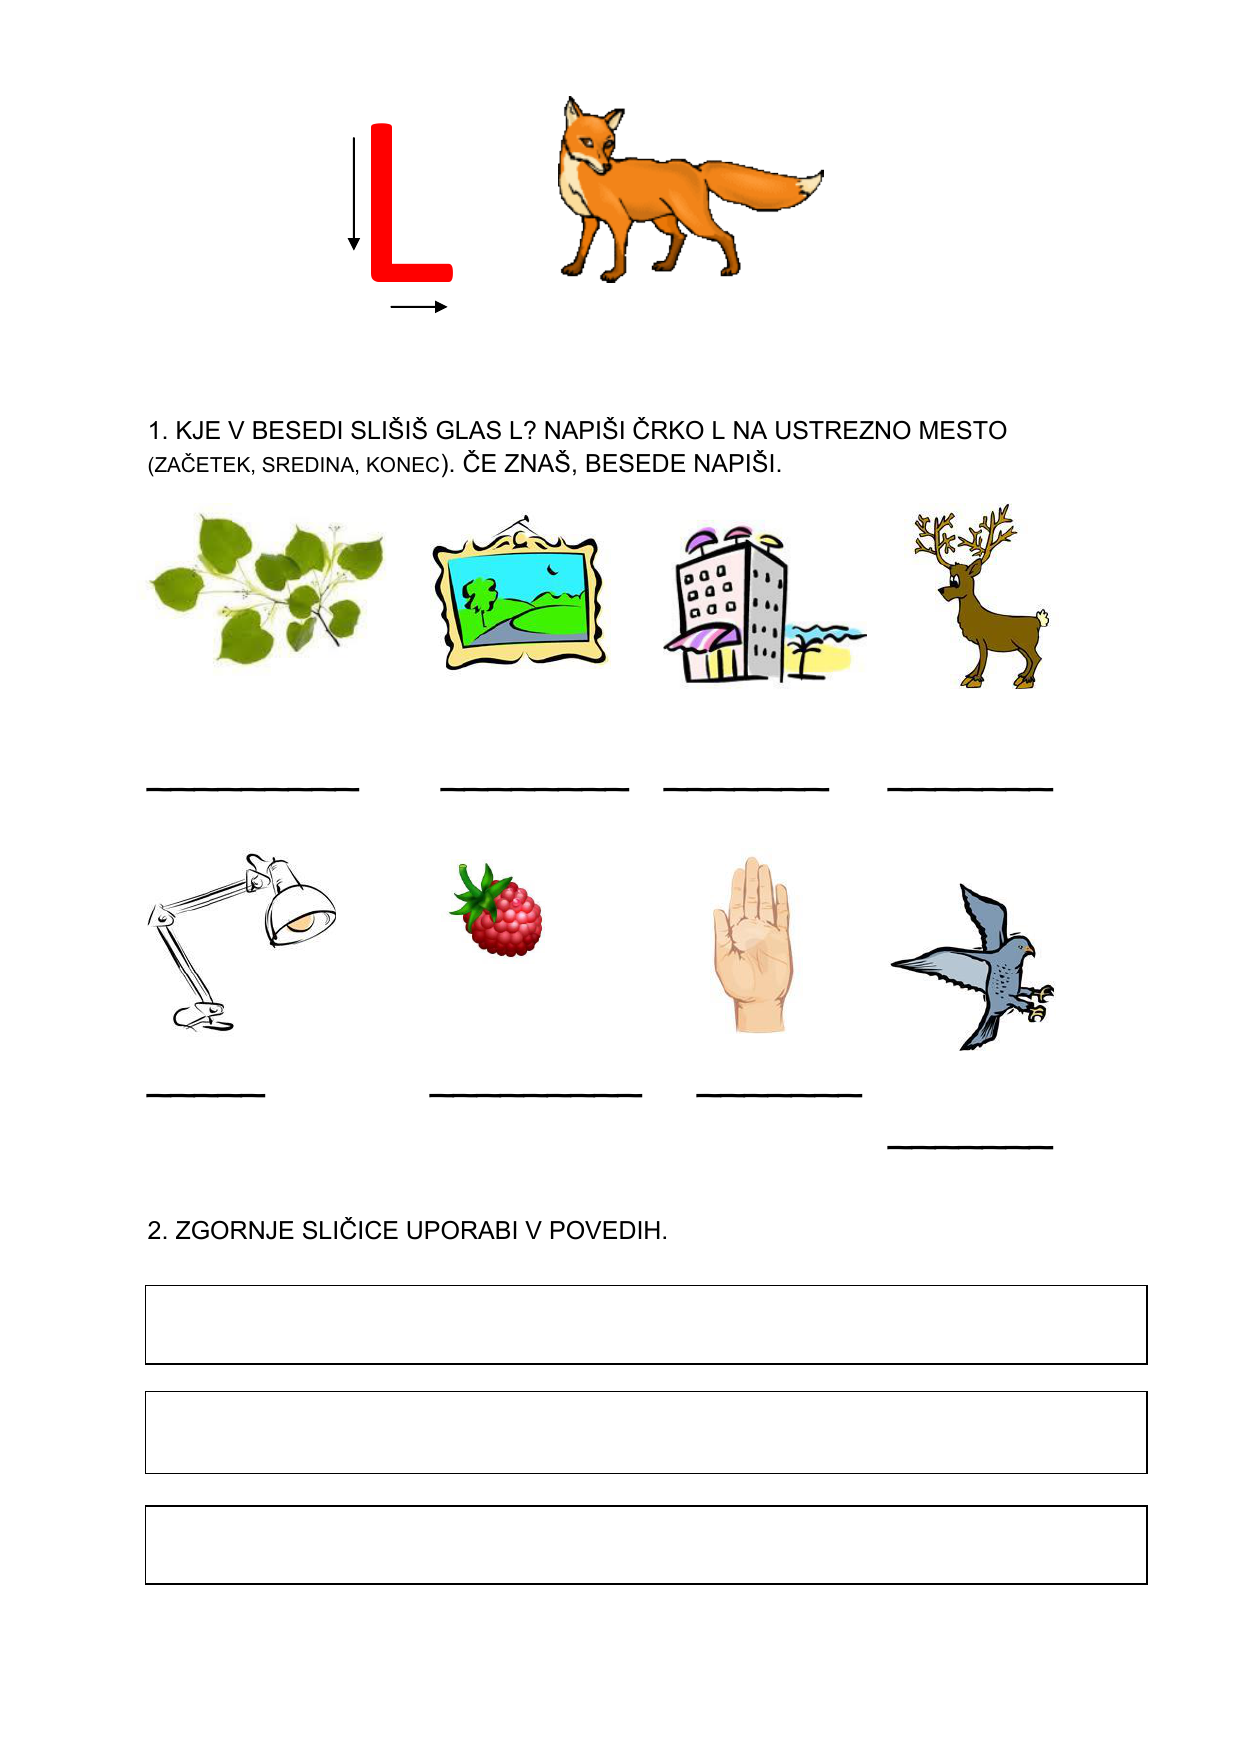 L
1. KJE V BESEDI SLIŠIŠ GLAS L? NAPIŠI ČRKO L NA USTREZNO MESTO
(ZAČETEK, SREDINA, KONEC). ČE ZNAŠ, BESEDE NAPIŠI.
2. ZGORNJE SLIČICE UPORABI V POVEDIH.